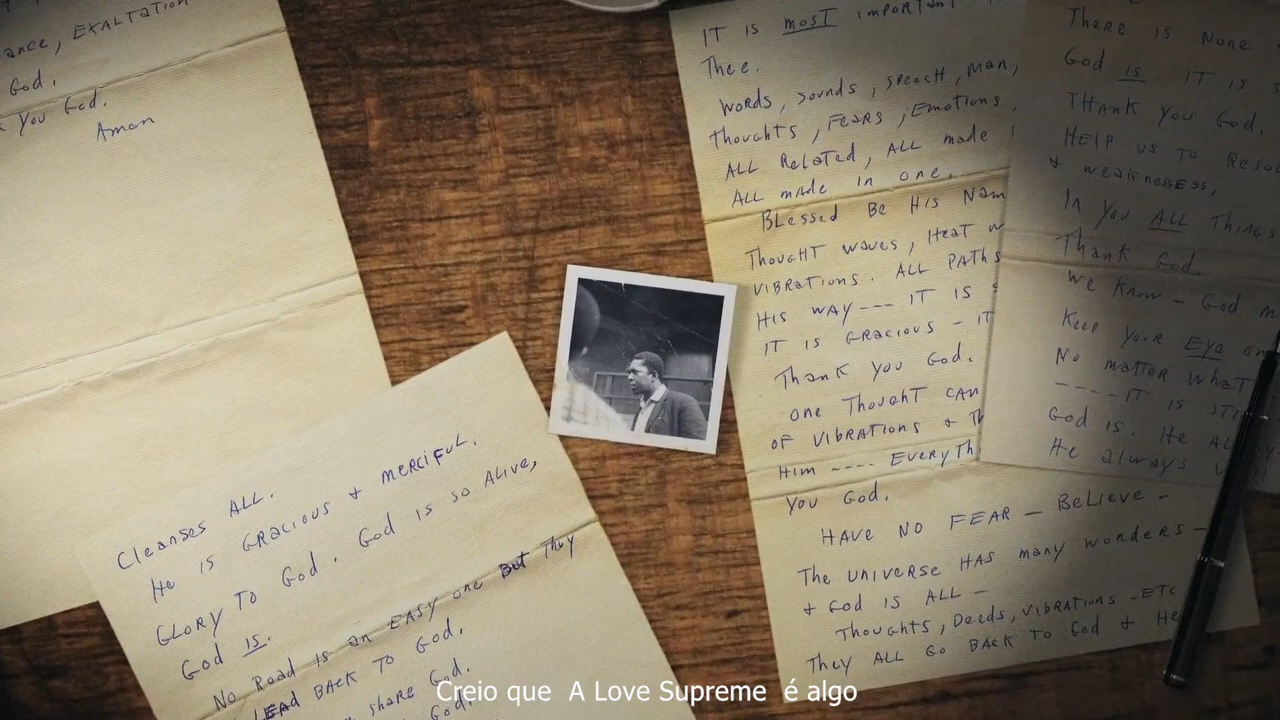 ance, EXALTATION
God.
You God.
Amen
Cleanses ALL.
He is GRACIOUS & MERCIFUL.
GLORY TO God. God is so ALIVE,
God is.
No Road is an EASY one But They
LEAD BACK TO God.
share God.
God.
IT is most important
Thee.
Words, sounds, speech, man,
thoughts, Fears, Emotions
ALL Related, ALL made
ALL made in one.
Blessed Be His Nam
Thought waves, Heat w
VIBRATIONS. ALL PATHS
His way --- IT IS
IT is GRACIOUS - IT
Thank You God.
one Thought can
OF VIBRATIONS & Th
Him ---- EveryTh
you God.
HAVE NO FEAR — Believe -
The Universe HAS many wonders -
& God is ALL -
Thoughts, Deeds, vibrations -ETC
They ALL Go BACK To God & He
There is None
God is. IT is
THank You God.
HELP us To Reso
& weaknesses,
In You ALL Things
Thank God.
we Know - God m
Keep your Eye on
No matter what
----IT is sti
God is. He AL
He always
Creio que A Love Supreme é algo